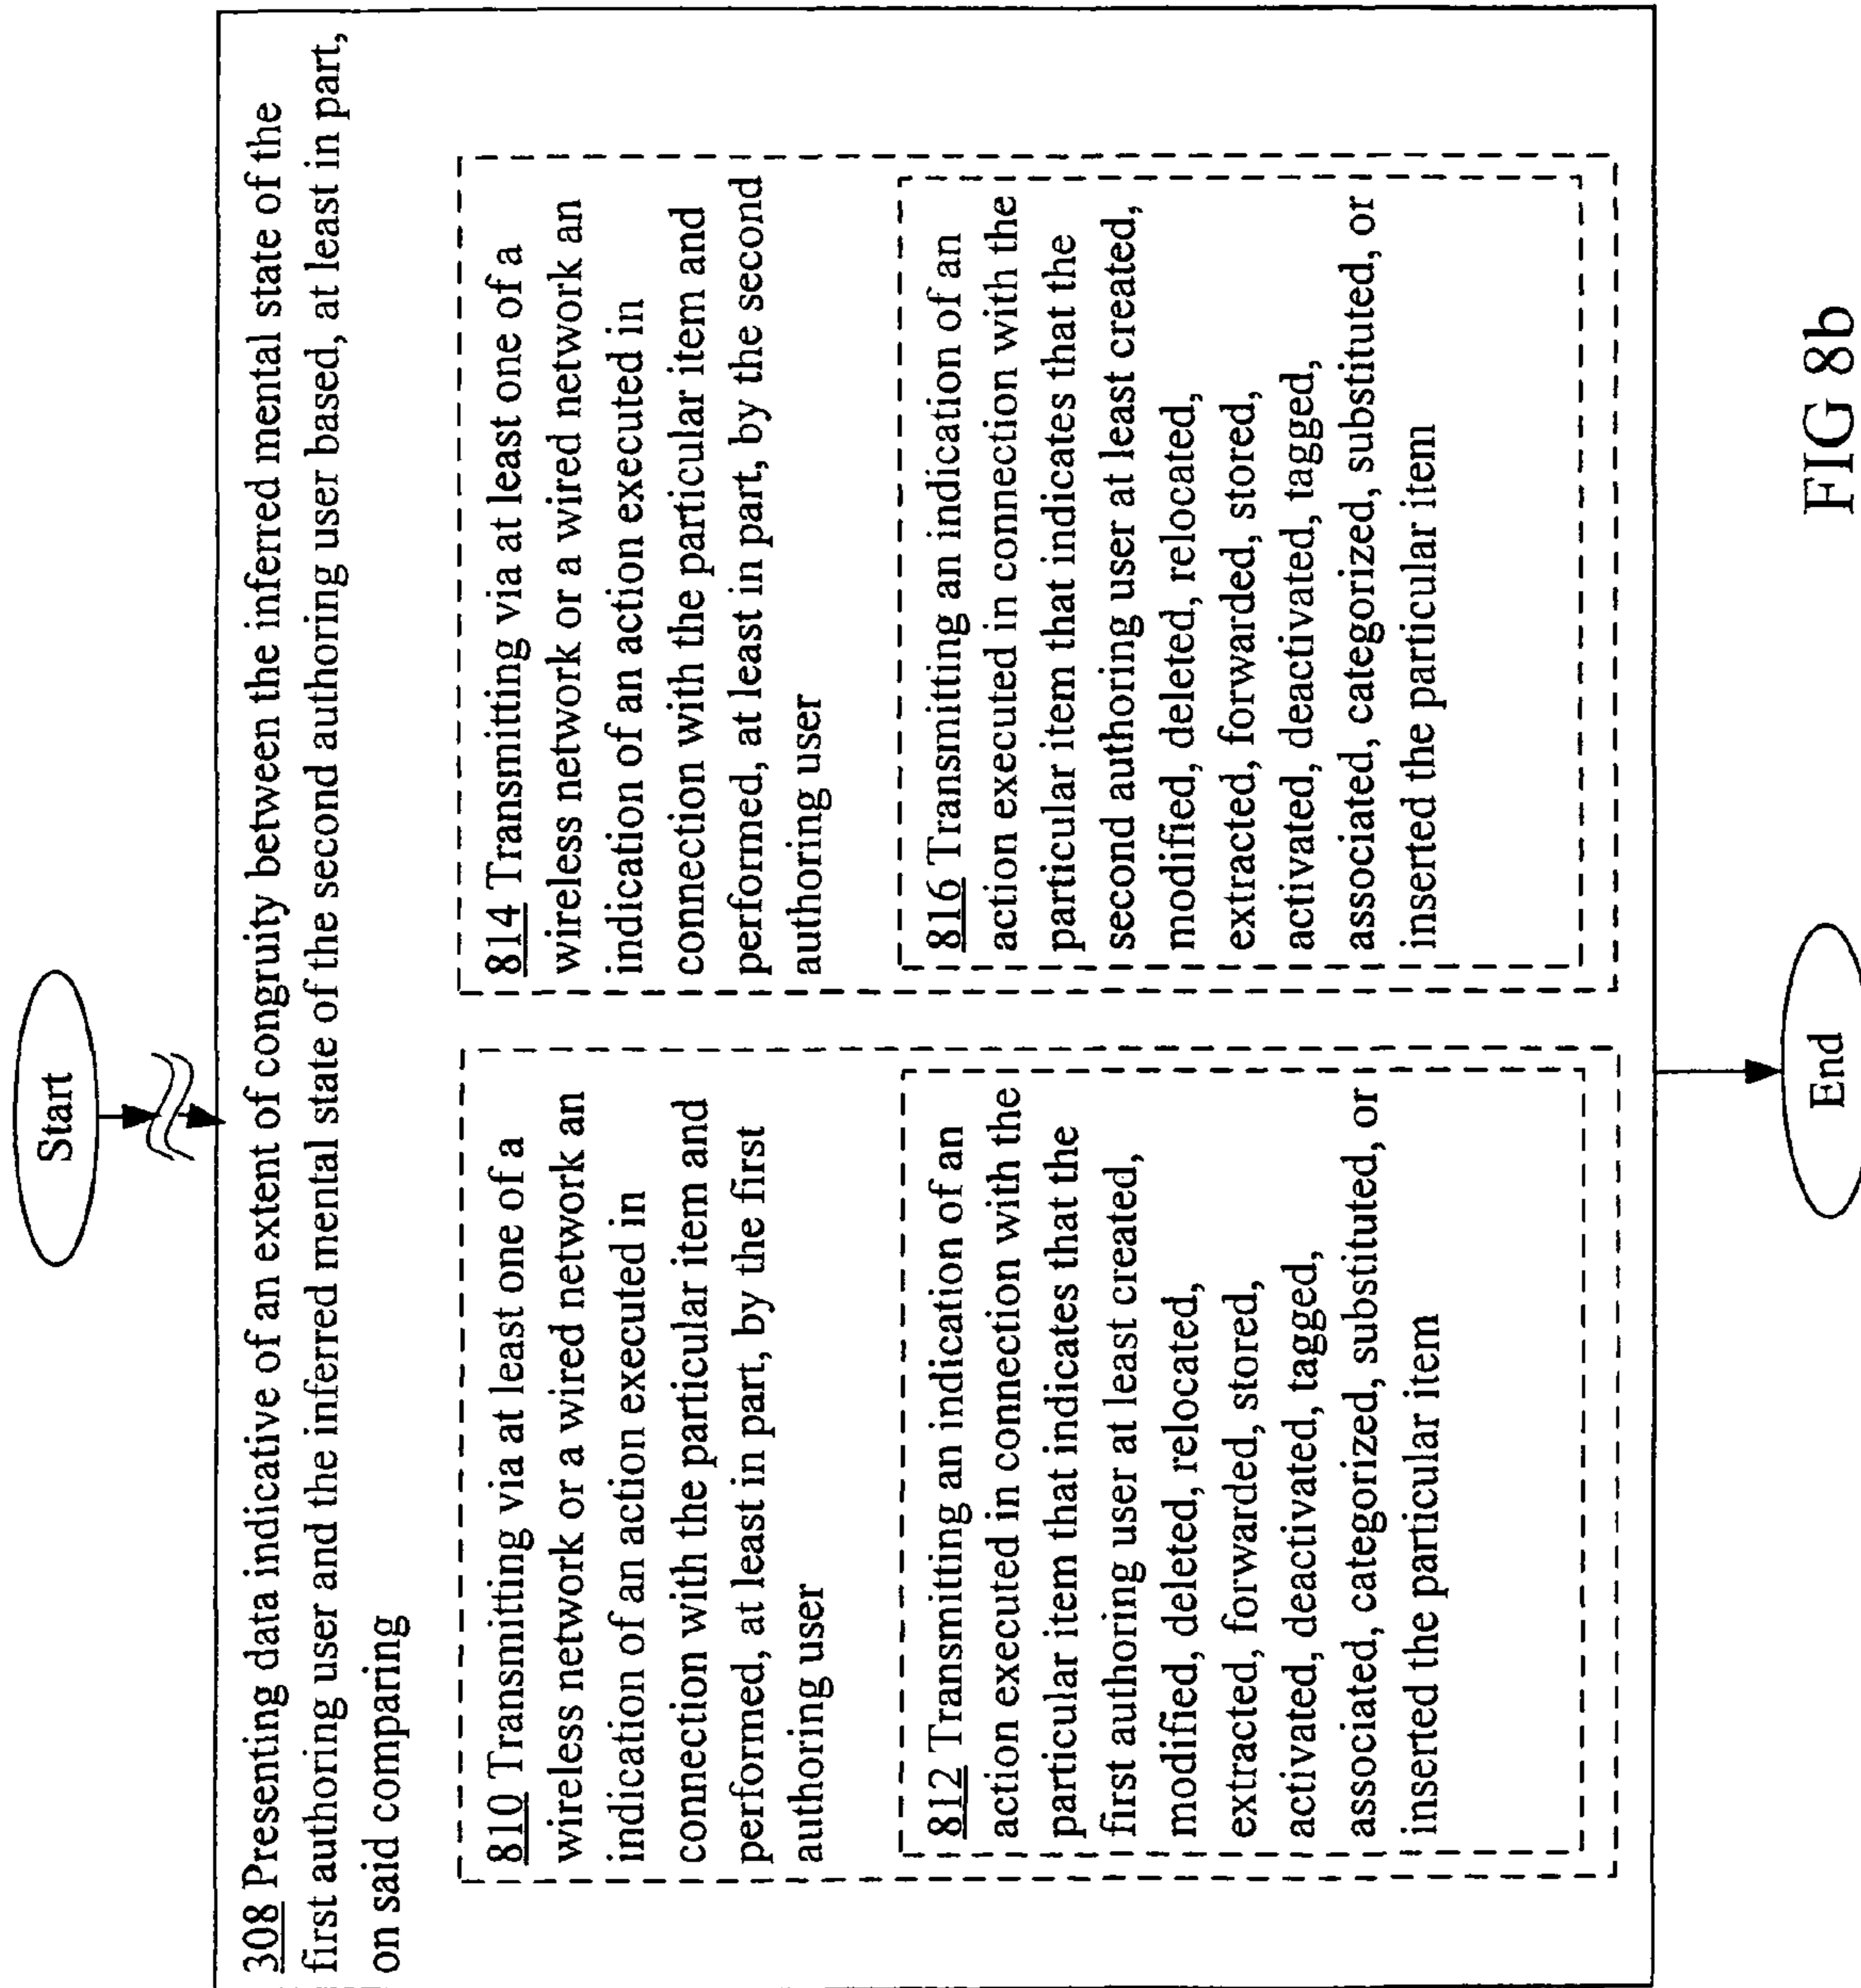 Start
308 Presenting data indicative of an extent of congruity between the inferred mental state of the
first authoring user and the inferred mental state of the second authoring user based, at least in part,
on said comparing
810 Transmitting via at least one of a
wireless network or a wired network an
indication of an action executed in
connection with the particular item and
performed, at least in part, by the first
authoring user
812 Transmitting an indication of an
action executed in connection with the
particular item that indicates that the
first authoring user at least created,
modified, deleted, relocated,
extracted, forwarded, stored,
activated, deactivated, tagged,
associated, categorized, substituted, or
inserted the particular item
814 Transmitting via at least one of a
wireless network or a wired network an
indication of an action executed in
connection with the particular item and
performed, at least in part, by the second
authoring user
816 Transmitting an indication of an
action executed in connection with the
particular item that indicates that the
second authoring user at least created,
modified, deleted, relocated,
extracted, forwarded, stored,
activated, deactivated, tagged,
associated, categorized, substituted, or
inserted the particular item
End
FIG 8b